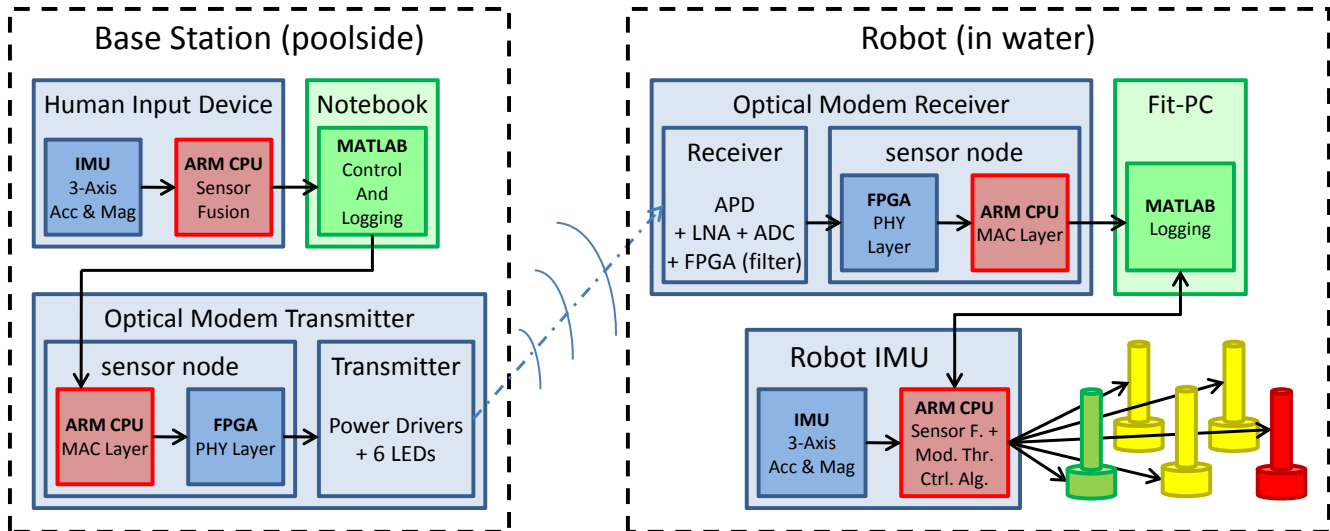 Base Station (poolside)
Human Input Device
IMU
3-Axis
Acc & Mag
ARM CPU
Sensor
Fusion
Notebook
MATLAB
Control
And
Logging
Optical Modem Transmitter
sensor node
ARM CPU
MAC Layer
FPGA
PHY Layer
Transmitter
Power Drivers
+ 6 LEDs
Robot (in water)
Optical Modem Receiver
Receiver
APD
+ LNA + ADC
+ FPGA (filter)
sensor node
FPGA
PHY
Layer
ARM CPU
MAC Layer
Fit-PC
MATLAB
Logging
Robot IMU
IMU
3-Axis
Acc & Mag
ARM CPU
Sensor F. +
Mod. Thr.
Ctrl. Alg.